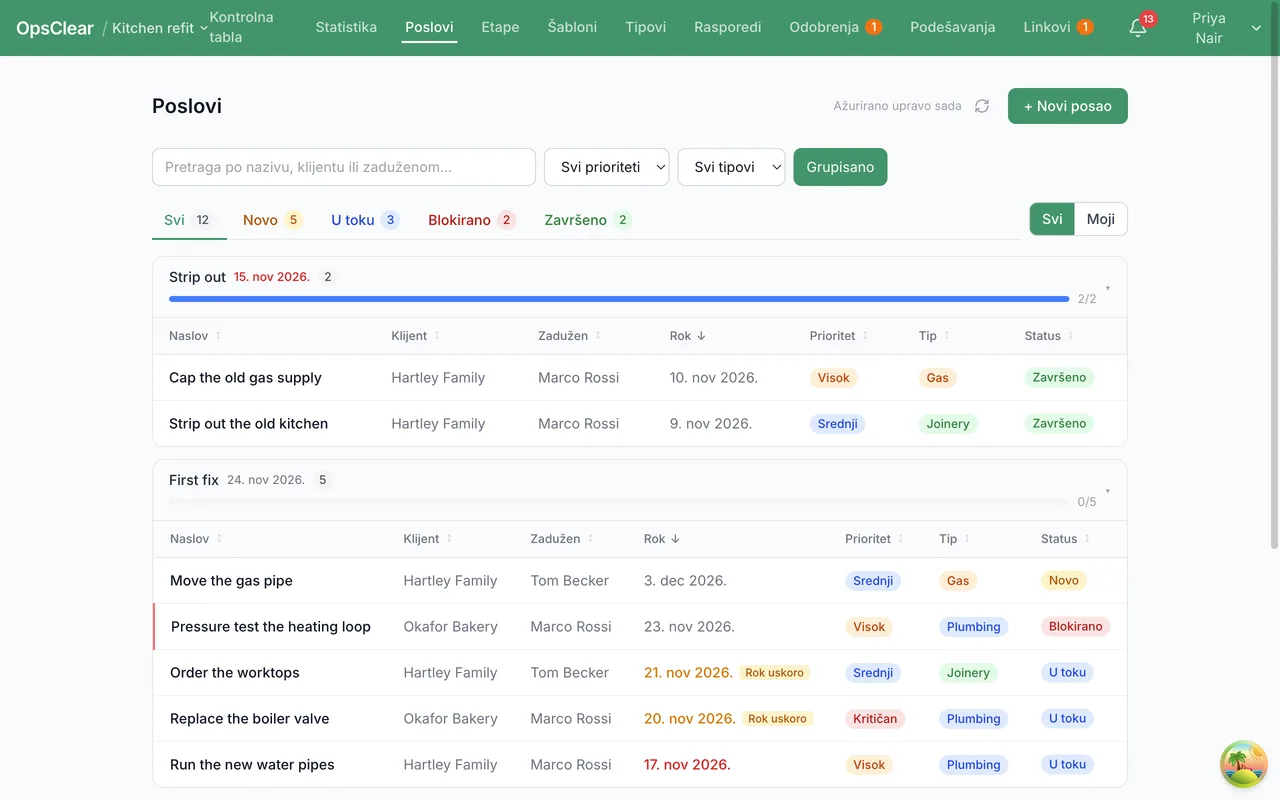 OpsClear / Kitchen refit
Kontrolna tabla
Statistika
Poslovi
Etape
Šabloni
Tipovi
Rasporedi
Odobrenja 1
Podešavanja
Linkovi 1
13
Priya Nair
Poslovi
Ažurirano upravo sada
+ Novi posao
Pretraga po nazivu, klijentu ili zaduženom...
Svi prioriteti
Svi tipovi
Grupisano
Svi 12
Novo 5
U toku 3
Blokirano 2
Završeno 2
Svi
Moji
Strip out 15. nov 2026. 2
2/2
Naslov Klijent Zadužen Rok ↓ Prioritet Tip Status
Cap the old gas supply Hartley Family Marco Rossi 10. nov 2026. Visok Gas Završeno
Strip out the old kitchen Hartley Family Marco Rossi 9. nov 2026. Srednji Joinery Završeno
First fix 24. nov 2026. 5
0/5
Naslov Klijent Zadužen Rok ↓ Prioritet Tip Status
Move the gas pipe Hartley Family Tom Becker 3. dec 2026. Srednji Gas Novo
Pressure test the heating loop Okafor Bakery Marco Rossi 23. nov 2026. Visok Plumbing Blokirano
Order the worktops Hartley Family Tom Becker 21. nov 2026. Rok uskoro Srednji Joinery U toku
Replace the boiler valve Okafor Bakery Marco Rossi 20. nov 2026. Rok uskoro Kritičan Plumbing U toku
Run the new water pipes Hartley Family Marco Rossi 17. nov 2026. Visok Plumbing U toku